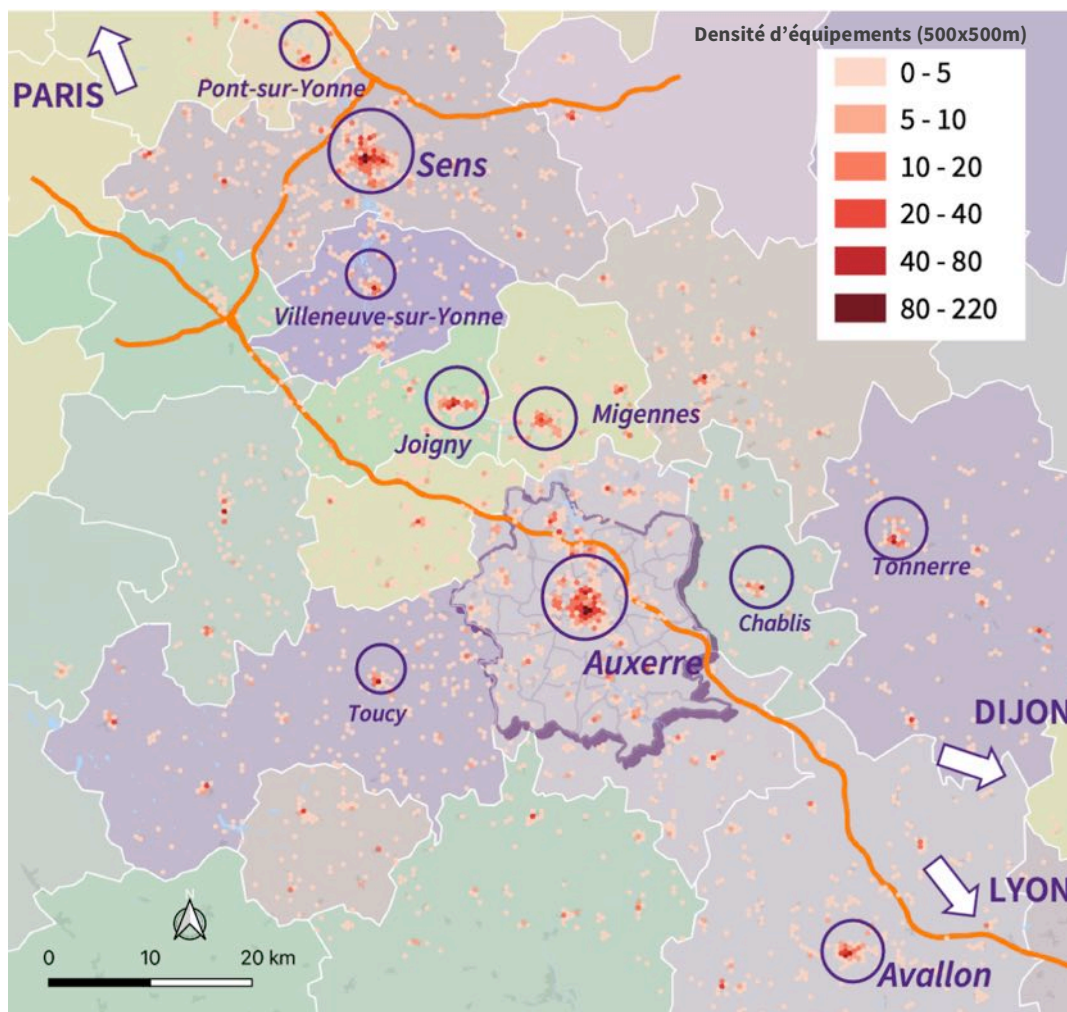 Densité d’équipements (500x500m)
0 - 5
5 - 10
10 - 20
20 - 40
40 - 80
80 - 220
PARIS
Pont-sur-Yonne
Sens
Villeneuve-sur-Yonne
Joigny
Migennes
Tonnerre
Chablis
Auxerre
Toucy
DIJON
LYON
Avallon
N
0 10 20 km